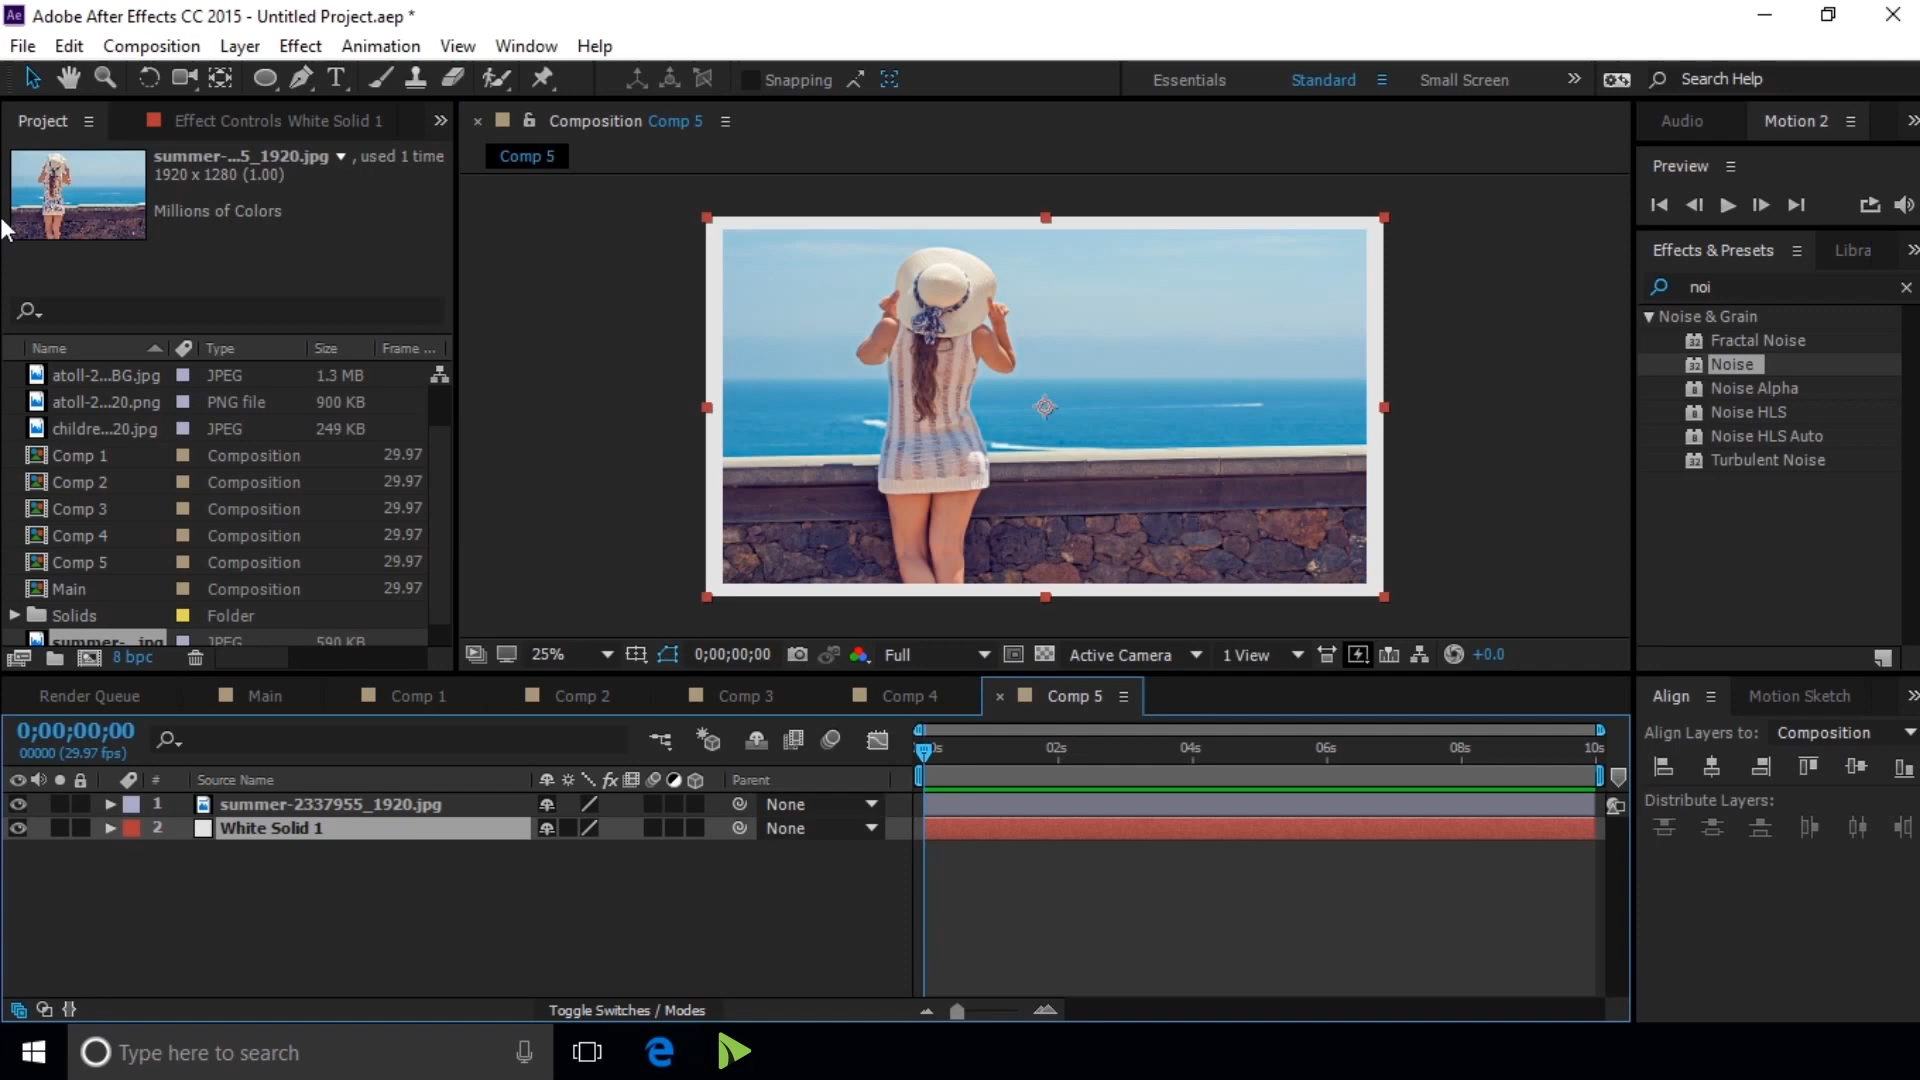 Ae Adobe After Effects CC 2015 - Untitled Project.aep *
File Edit Composition Layer Effect Animation View Window Help
T Snapping Essentials Standard Small Screen Search Help
Project Effect Controls White Solid 1
Composition Comp 5
Audio Motion 2
Comp 5
summer-...5_1920.jpg , used 1 time
1920 x 1280 (1.00)
Millions of Colors
Preview
Effects & Presets Libra
noi
Noise & Grain
Fractal Noise
Noise
Noise Alpha
Noise HLS
Noise HLS Auto
Turbulent Noise
Name Type Size Frame ...
atoll-2...BG.jpg JPEG 1.3 MB
atoll-2...20.png PNG file 900 KB
childre...20.jpg JPEG 249 KB
Comp 1 Composition 29.97
Comp 2 Composition 29.97
Comp 3 Composition 29.97
Comp 4 Composition 29.97
Comp 5 Composition 29.97
Main Composition 29.97
Solids Folder
summer-...jpg JPEG 590 KB
8 bpc
25% 0;00;00;00 Full Active Camera 1 View +0.0
Render Queue Main Comp 1 Comp 2 Comp 3 Comp 4 Comp 5
Align Motion Sketch
0;00;00;00
00000 (29.97 fps)
0s 02s 04s 06s 08s 10s
Align Layers to: Composition
Distribute Layers:
# Source Name fx Parent
1 summer-2337955_1920.jpg None
2 White Solid 1 None
Toggle Switches / Modes
Type here to search